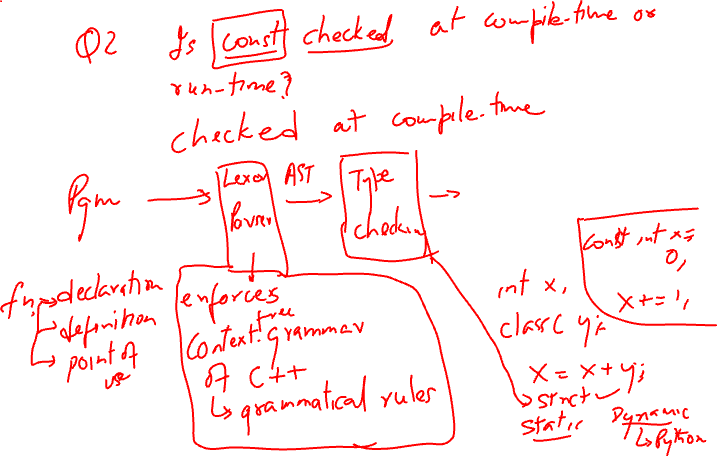 Q2 Is const checked at compile-time or
run-time?
checked at compile-time
Pgm
Lexer
Parser
AST
Type
checkin
const int x=
0,
x+=1,
fn
declaration
definition
point of
use
enforces
context-free grammar
of C++
grammatical rules
int x,
class C y;
x = x+y;
strict
static
Dynamic
Python